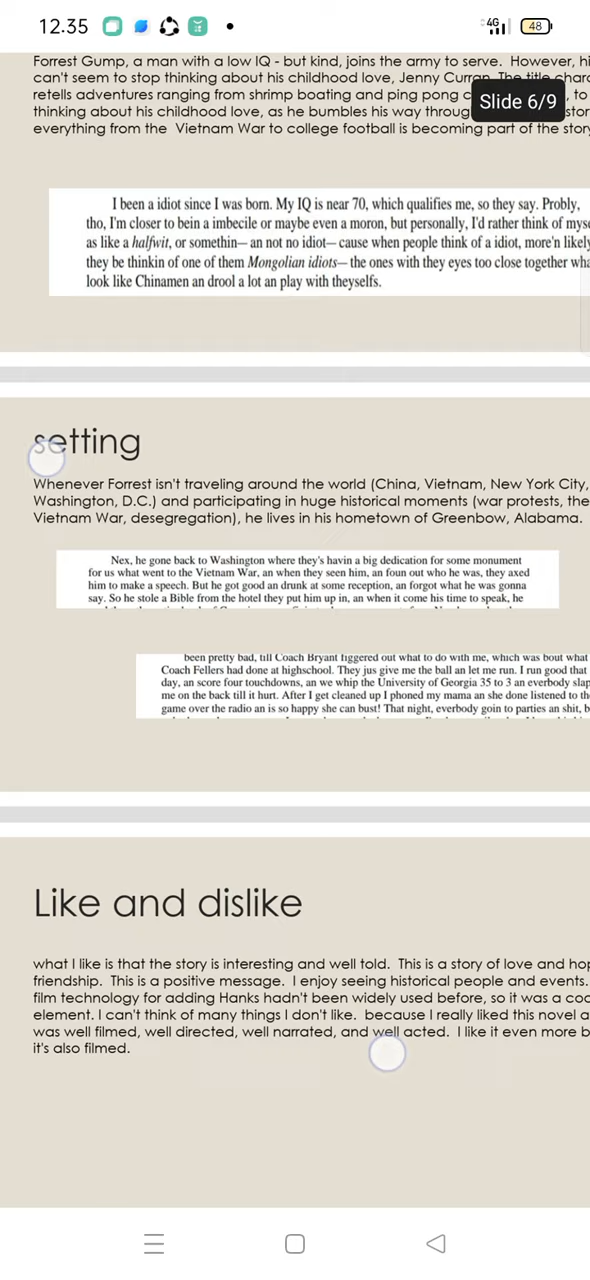 12.35
4G
48
Forrest Gump, a man with a low IQ - but kind, joins the army to serve. However, hi
can't seem to stop thinking about his childhood love, Jenny Curran. The title
retells adventures ranging from shrimp boating and ping pong , to
thinking about his childhood love, as he bumbles his way
everything from the Vietnam War to college football is becoming part of the story
Slide 6/9
I been a idiot since I was born. My IQ is near 70, which qualifies me, so they say. Probly,
tho, I'm closer to bein a imbecile or maybe even a moron, but personally, I'd rather think of
as like a halfwit, or somethin— an not no idiot— cause when people think of a idiot, more'n likely
they be thinkin of one of them Mongolian idiots— the ones with they eyes too close together
look like Chinamen an drool a lot an play with theyselfs.
setting
Whenever Forrest isn't traveling around the world (China, Vietnam, New York City,
Washington, D.C.) and participating in huge historical moments (war protests, the
Vietnam War, desegregation), he lives in his hometown of Greenbow, Alabama.
Nex, he gone back to Washington where they's havin a big dedication for some monument
for us what went to the Vietnam War, an when they seen him, an foun out who he was, they axed
him to make a speech. But he got good an drunk at some reception, an forgot what he was gonna
say. So he stole a Bible from the hotel they put him up in, an when it come his time to speak, he
been pretty bad, till Coach Bryant figgered out what to do with me, which was bout what
Coach Fellers had done at highschool. They jus give me the ball an let me run. I run good that
day, an score four touchdowns, an we whip the University of Georgia 35 to 3 an everbody slap
me on the back till it hurt. After I get cleaned up I phoned my mama an she done listened to th
game over the radio an is so happy she can bust! That night, everbody goin to parties an shit, b
Like and dislike
what I like is that the story is interesting and well told. This is a story of love and
friendship. This is a positive message. I enjoy seeing historical people and events.
film technology for adding Hanks hadn't been widely used before, so it was a
element. I can't think of many things I don't like. because I really liked this novel a
was well filmed, well directed, well narrated, and well acted. I like it even more b
it's also filmed.